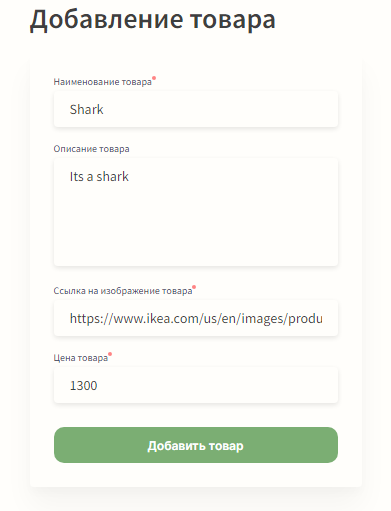 Добавление товара
Наименование товара*
Shark
Описание товара
Its a shark
Ссылка на изображение товара*
https://www.ikea.com/us/en/images/produ
Цена товара*
1300
Добавить товар